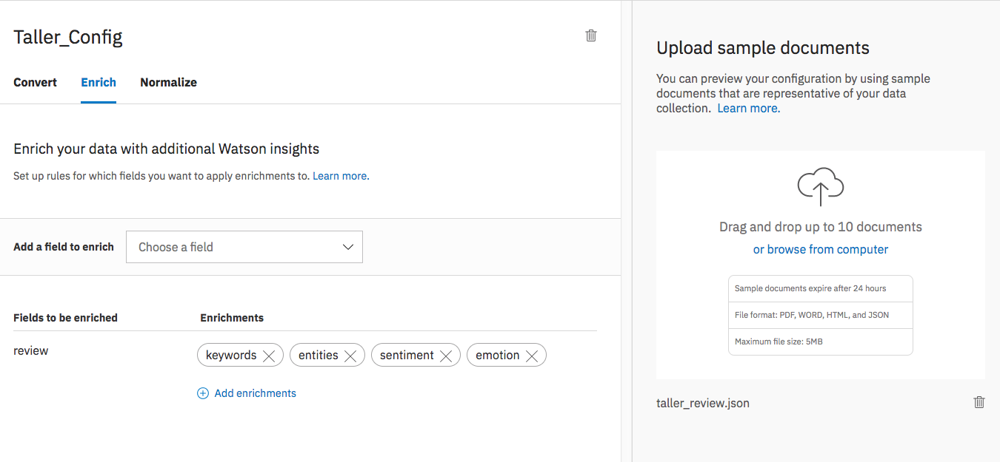 Taller_Config
Convert Enrich Normalize
Enrich your data with additional Watson insights
Set up rules for which fields you want to apply enrichments to. Learn more.
Add a field to enrich Choose a field
Fields to be enriched Enrichments
review keywords entities sentiment emotion
Add enrichments
Upload sample documents
You can preview your configuration by using sample
documents that are representative of your data
collection. Learn more.
Drag and drop up to 10 documents
or browse from computer
Sample documents expire after 24 hours
File format: PDF, WORD, HTML, and JSON
Maximum file size: 5MB
taller_review.json